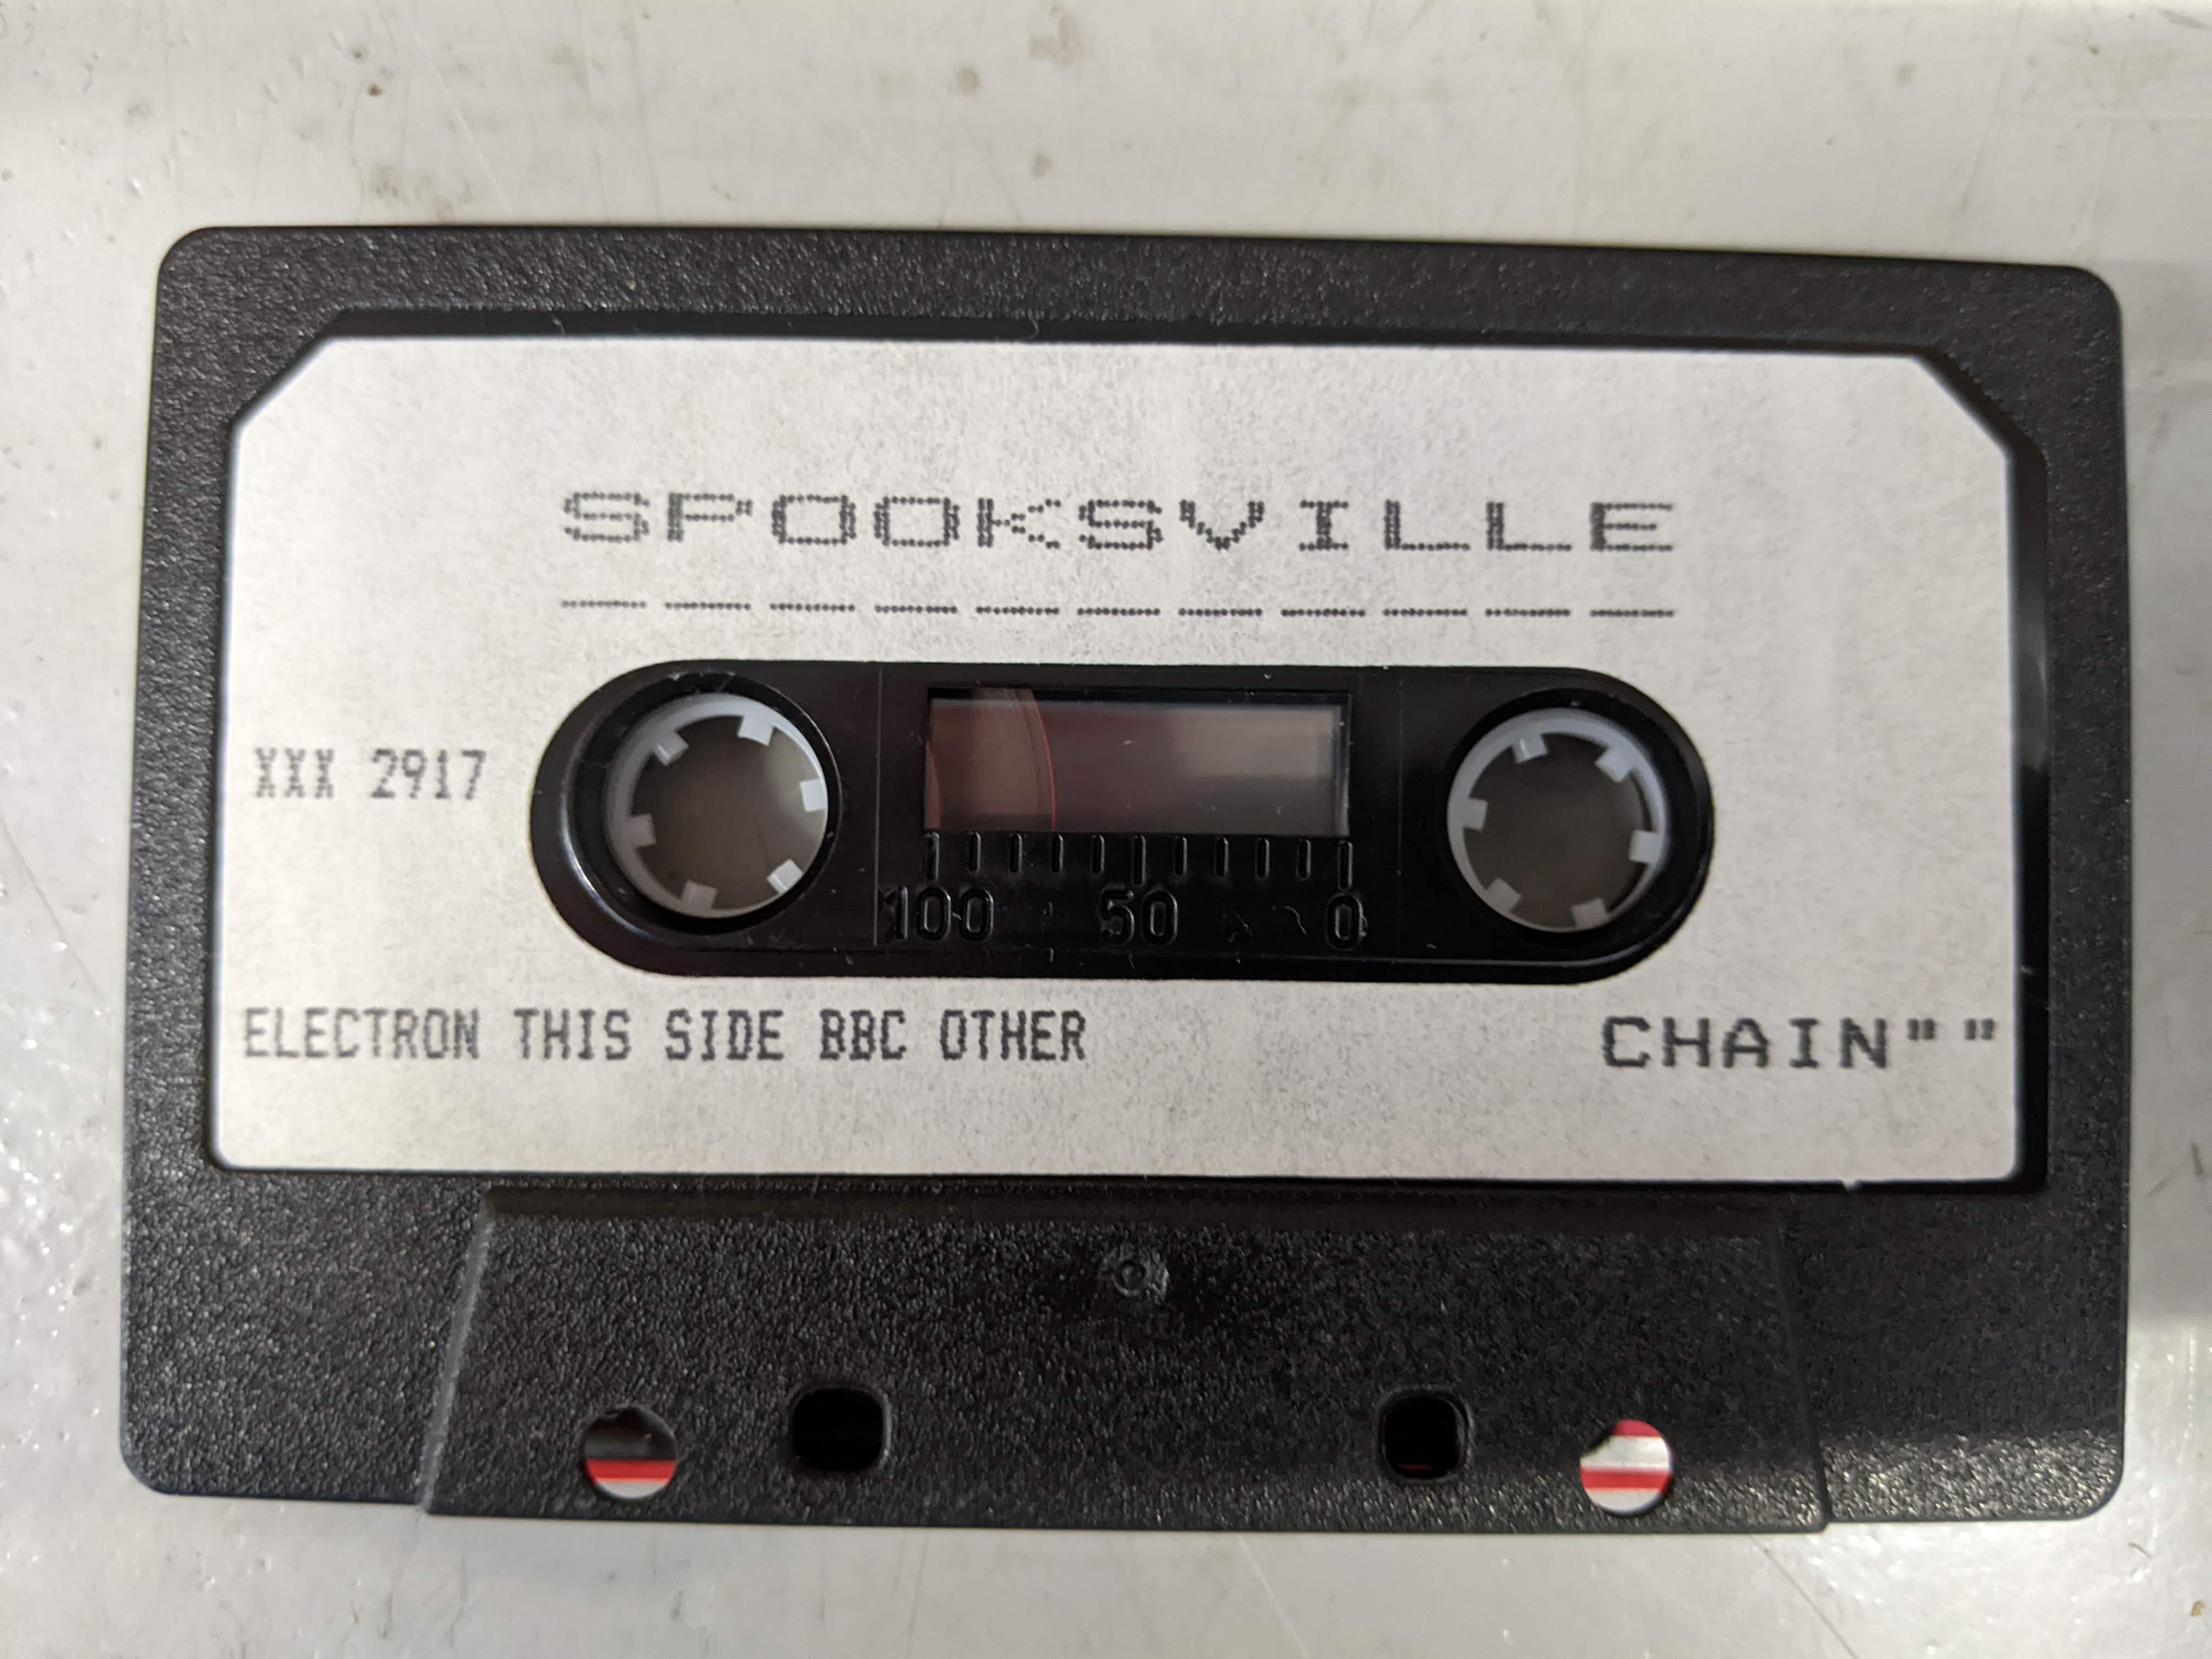 SPOOKSVILLE
XXX 2917
100 50 0
ELECTRON THIS SIDE BBC OTHER
CHAIN" "